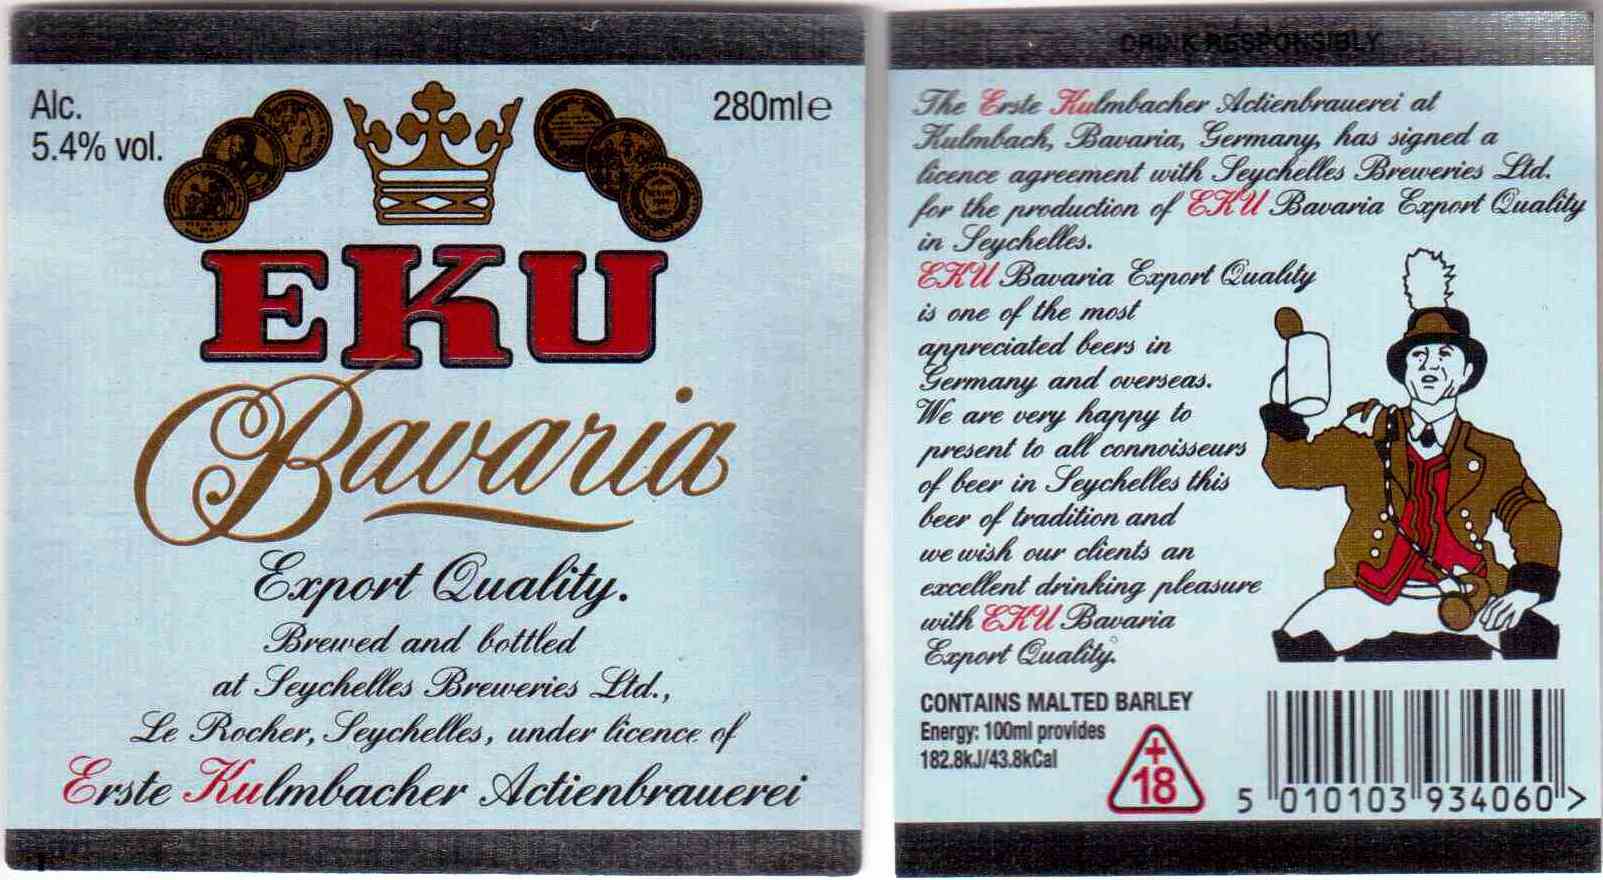 Alc.
5.4% vol.
280ml e
EKU
Bavaria
Export Quality.
Brewed and bottled
at Seychelles Breweries Ltd.,
Le Rocher, Seychelles, under licence of
Erste Kulmbacher Actienbrauerei
DRINK RESPONSIBLY
The Erste Kulmbacher Actienbrauerei at
Kulmbach, Bavaria, Germany, has signed a
licence agreement with Seychelles Breweries Ltd.
for the production of EKU Bavaria Export Quality
in Seychelles.
EKU Bavaria Export Quality
is one of the most
appreciated beers in
Germany and overseas.
We are very happy to
present to all connoisseurs
of beer in Seychelles this
beer of tradition and
we wish our clients an
excellent drinking pleasure
with EKU Bavaria
Export Quality.
CONTAINS MALTED BARLEY
Energy: 100ml provides
182.8kJ/43.8kCal
+
18
5 010103 934060 >